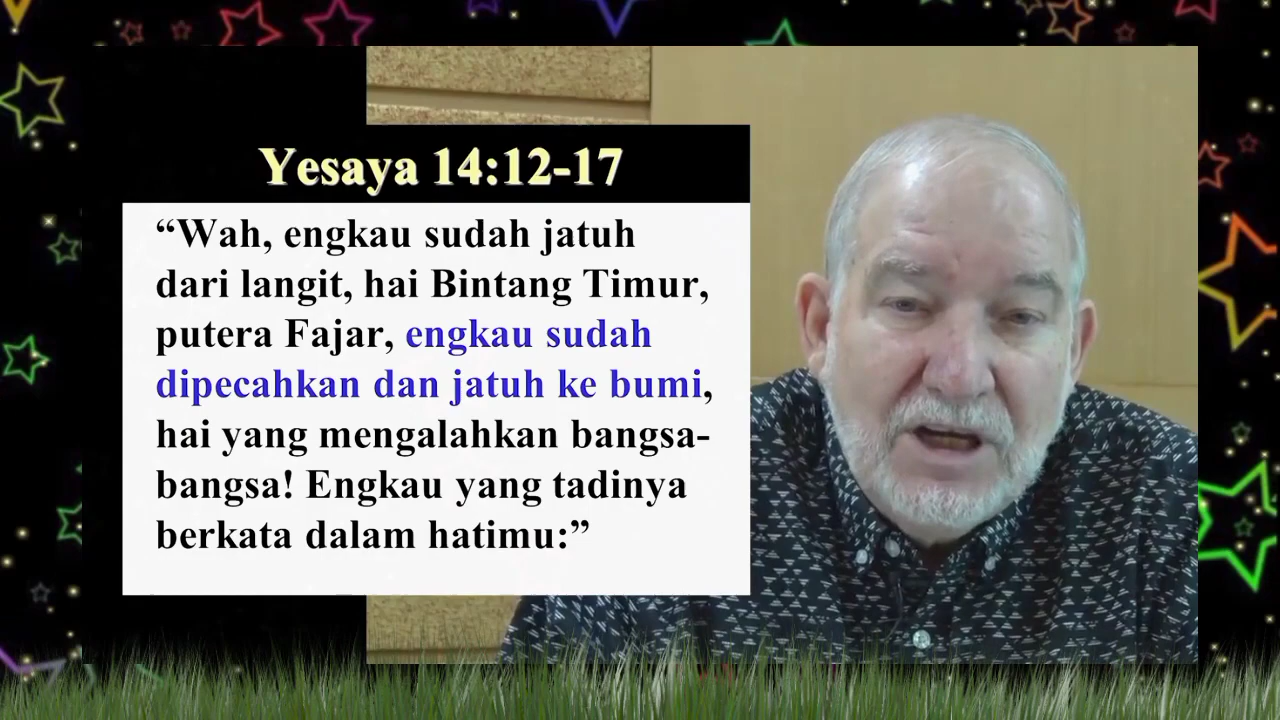 Yesaya 14:12-17
“Wah, engkau sudah jatuh
dari langit, hai Bintang Timur,
putera Fajar, engkau sudah
dipecahkan dan jatuh ke bumi,
hai yang mengalahkan bangsa-
bangsa! Engkau yang tadinya
berkata dalam hatimu:”